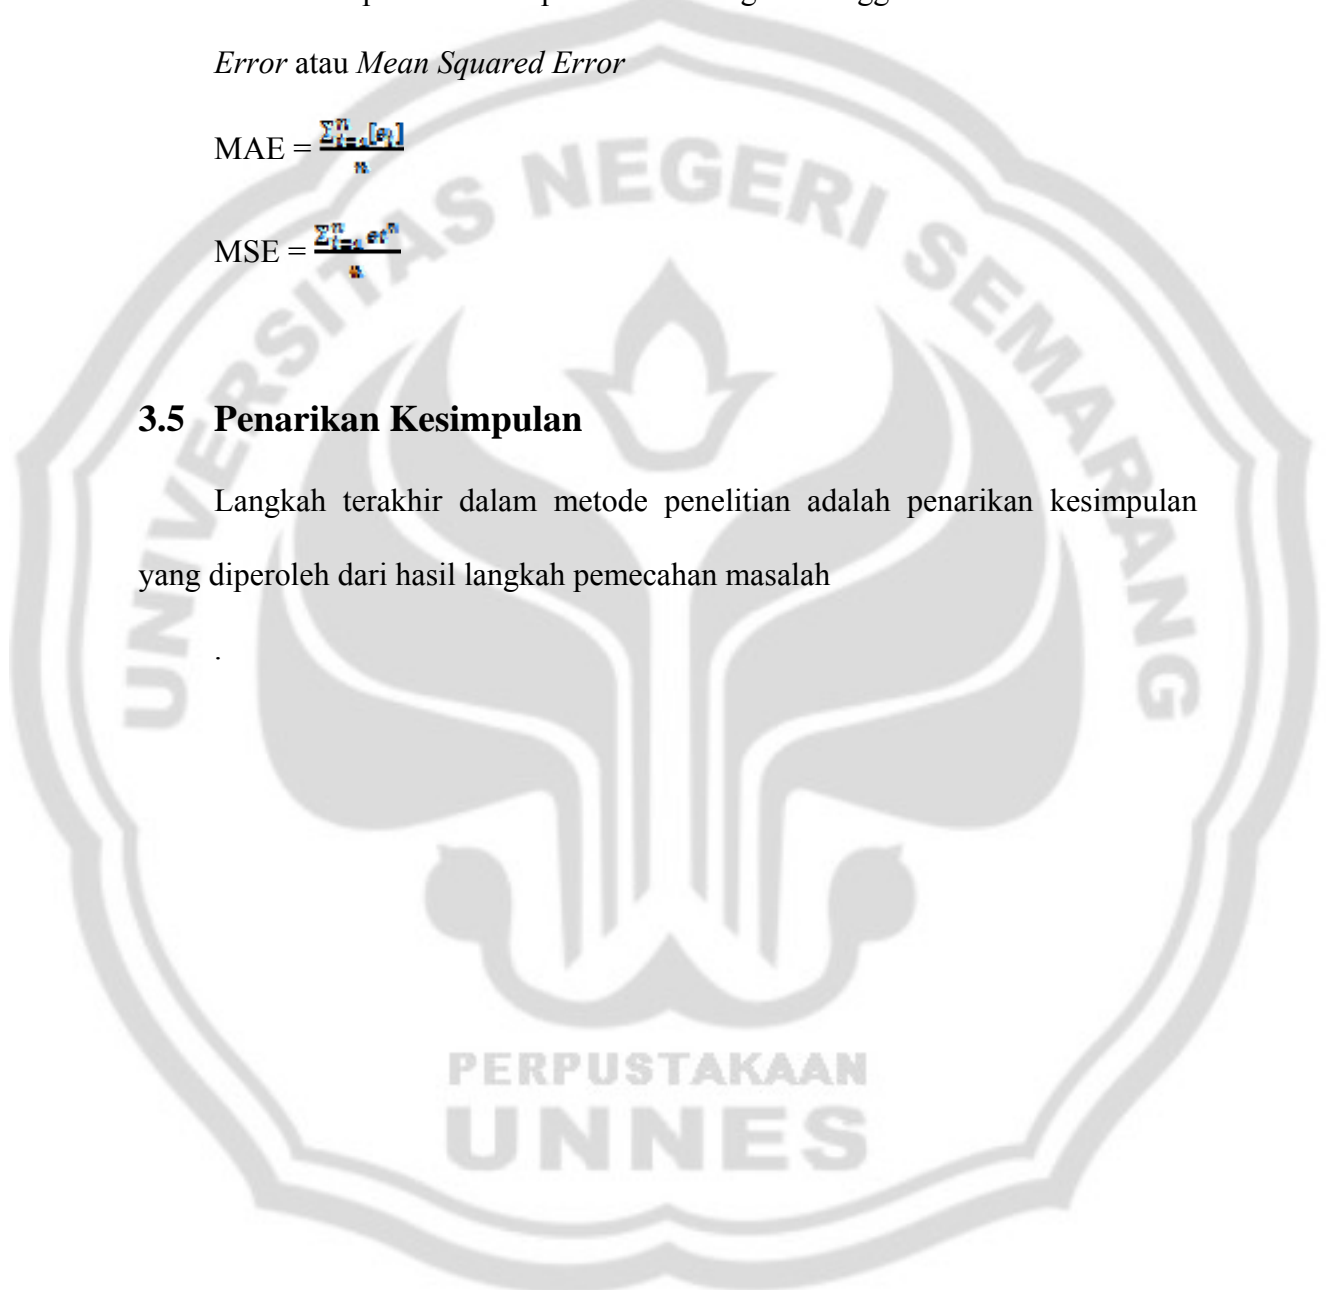 Error atau Mean Squared Error
MAE =
MSE =
3.5 Penarikan Kesimpulan
Langkah terakhir dalam metode penelitian adalah penarikan kesimpulan
yang diperoleh dari hasil langkah pemecahan masalah
.
UNIVERSITAS NEGERI SEMARANG
PERPUSTAKAAN
UNNES